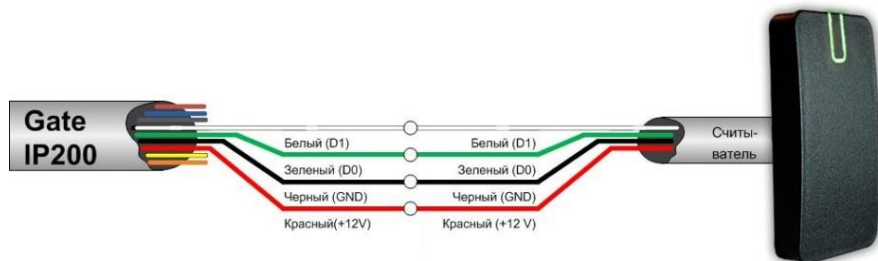 Gate
IP200
Белый (D1)
Белый (D1)
Зеленый (D0)
Зеленый (D0)
Черный (GND)
Черный (GND)
Красный(+12V)
Красный (+12 V)
Считы-
ватель